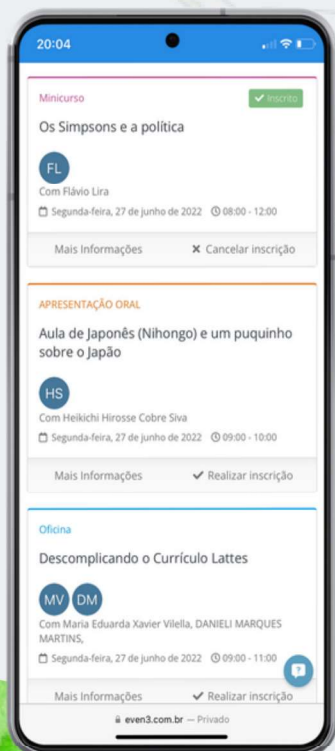 20:04
Minicurso
Inscrito
Os Simpsons e a política
FL
Com Flávio Lira
Segunda-feira, 27 de junho de 2022 08:00 - 12:00
Mais Informações Cancelar inscrição
APRESENTAÇÃO ORAL
Aula de Japonês (Nihongo) e um puquinho
sobre o Japão
HS
Com Heikichi Hirosse Cobre
Siva
Segunda-feira, 27 de junho de 2022 09:00 - 10:00
Mais Informações Realizar inscrição
Oficina
Descomplicando o Currículo Lattes
MV DM
Com Maria Eduarda Xavier Vilella, DANIELI MARQUES
MARTINS,
Segunda-feira, 27 de junho de 2022 09:00 - 11:00
?
Mais Informações Realizar inscrição
even3.com.br — Privado